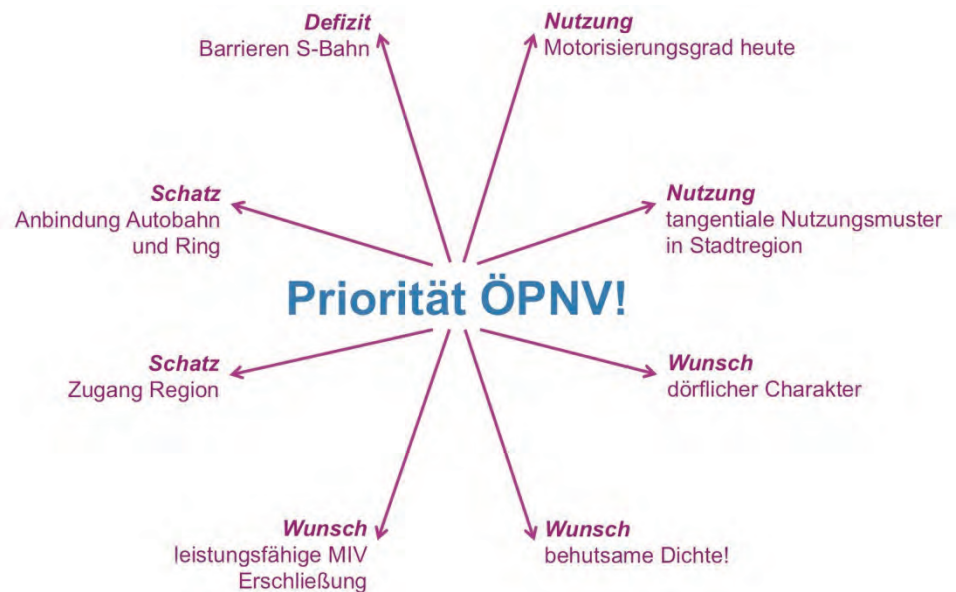 Defizit
Barrieren S-Bahn
Nutzung
Motorisierungsgrad heute
Schatz
Anbindung Autobahn
und Ring
Nutzung
tangentiale Nutzungsmuster
in Stadtregion
Priorität ÖPNV!
Schatz
Zugang Region
Wunsch
dörflicher Charakter
Wunsch
leistungsfähige MIV
Erschließung
Wunsch
behutsame Dichte!